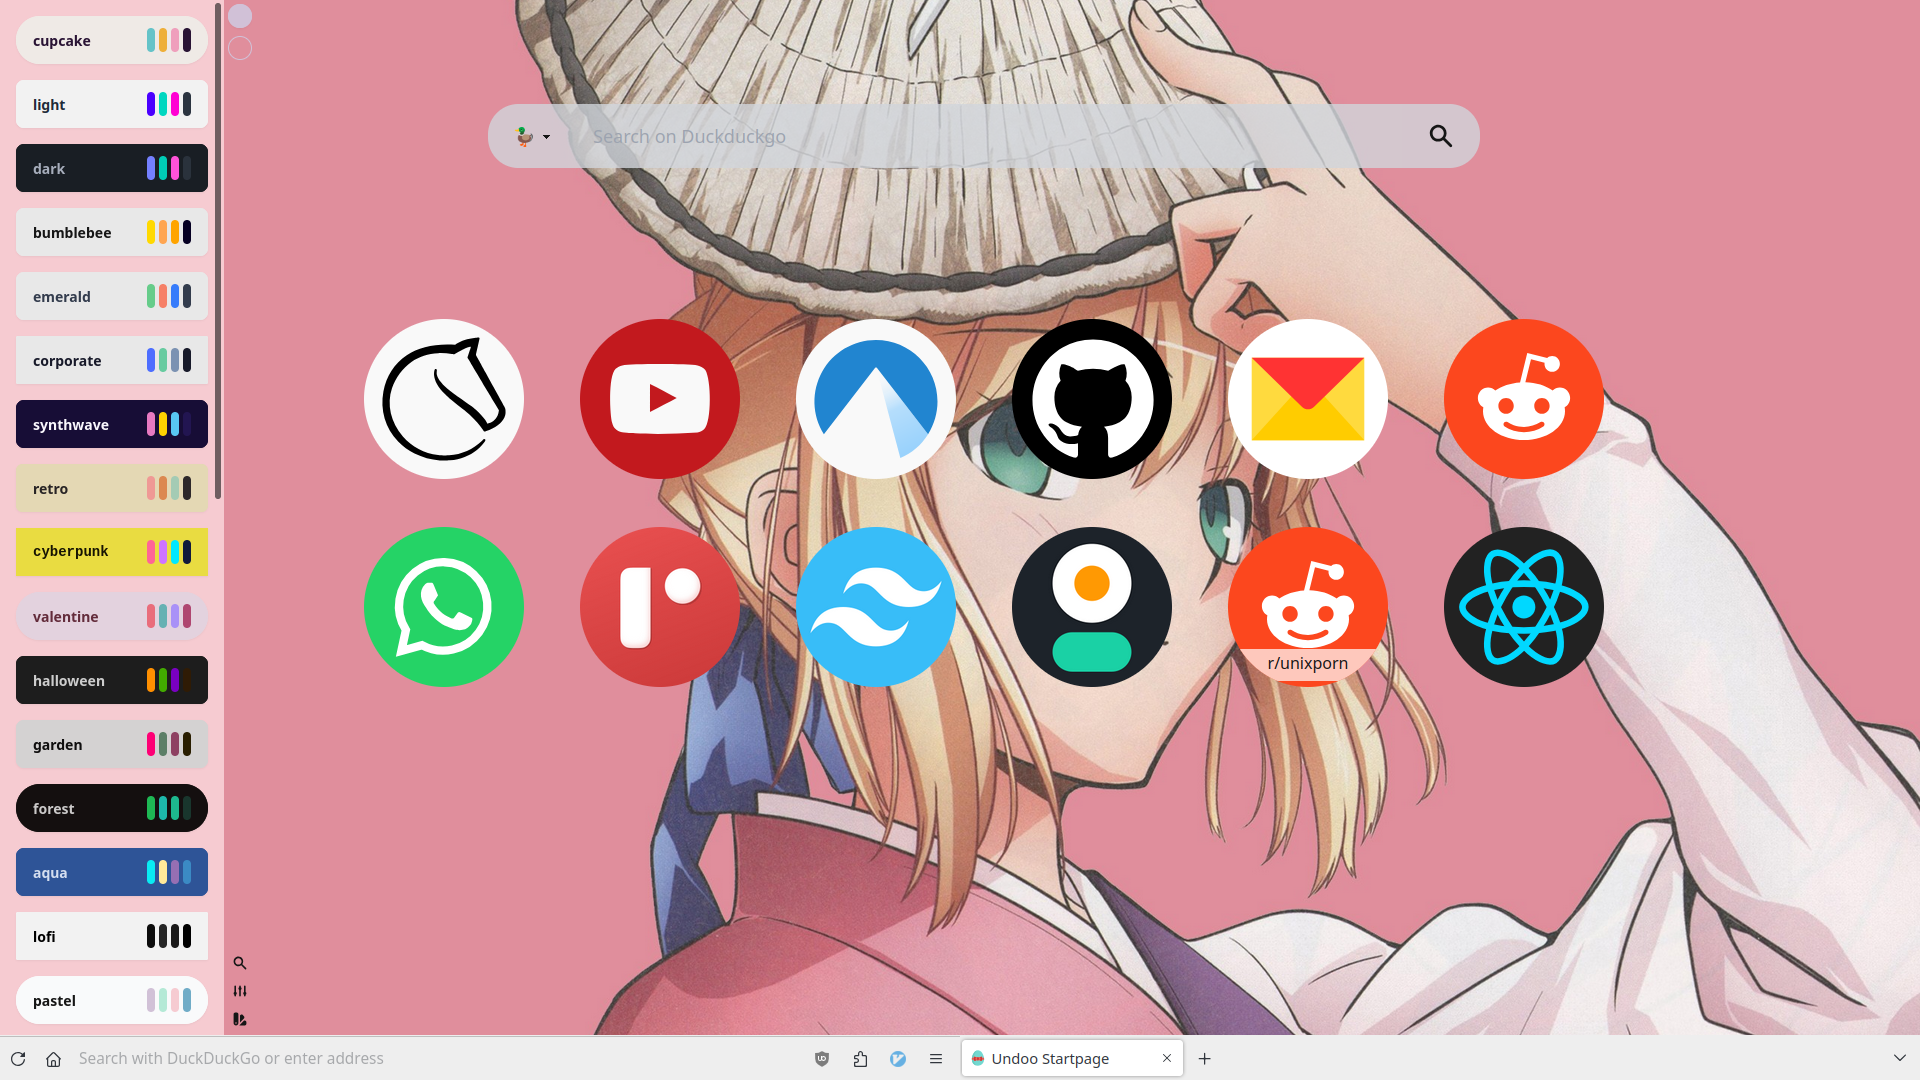 cupcake
light
dark
bumblebee
emerald
corporate
synthwave
retro
cyberpunk
valentine
halloween
garden
forest
aqua
lofi
pastel
Search on Duckduckgo
r/unixporn
Search with DuckDuckGo or enter address
Undoo Startpage